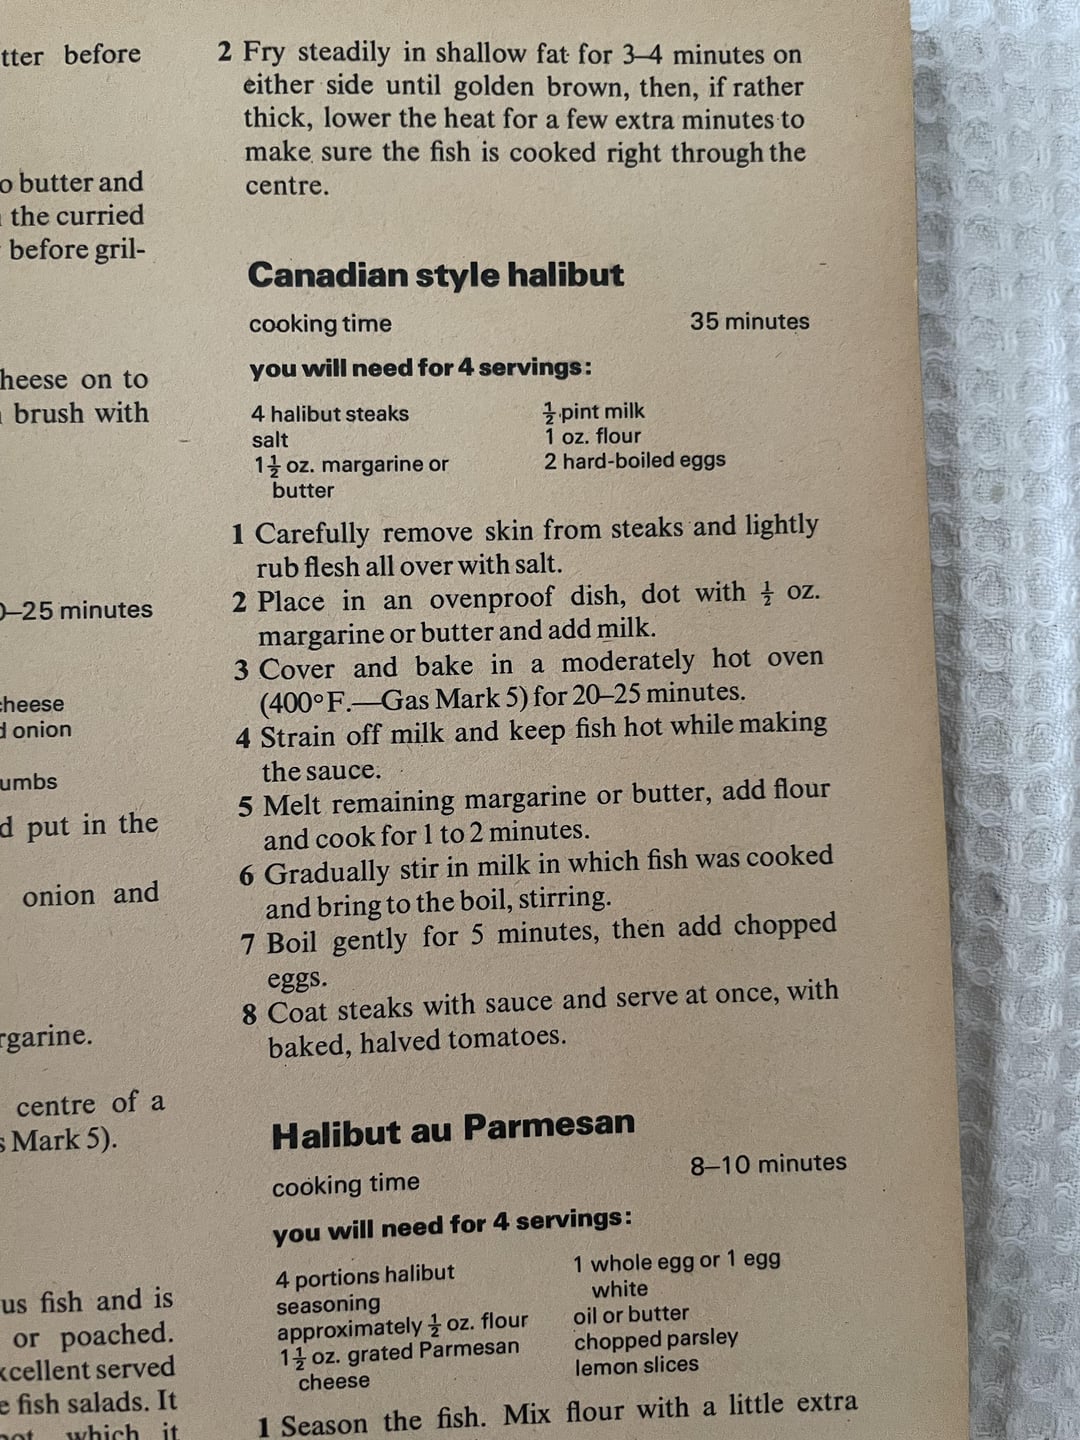 tter before
butter and
the curried
before gril-
heese on to
brush with
–25 minutes
cheese
onion
umbs
put in the
onion and
rgarine.
centre of a
Mark 5).
us fish and is
or poached.
xcellent served
fish salads. It
which it
2 Fry steadily in shallow fat for 3–4 minutes on
either side until golden brown, then, if rather
thick, lower the heat for a few extra minutes to
make sure the fish is cooked right through the
centre.
Canadian style halibut
cooking time 35 minutes
you will need for 4 servings:
4 halibut steaks
salt
1½ oz. margarine or
butter
½ pint milk
1 oz. flour
2 hard-boiled eggs
1 Carefully remove skin from steaks and lightly
rub flesh all over with salt.
2 Place in an ovenproof dish, dot with ½ oz.
margarine or butter and add milk.
3 Cover and bake in a moderately hot oven
(400°F.—Gas Mark 5) for 20–25 minutes.
4 Strain off milk and keep fish hot while making
the sauce.
5 Melt remaining margarine or butter, add flour
and cook for 1 to 2 minutes.
6 Gradually stir in milk in which fish was cooked
and bring to the boil, stirring.
7 Boil gently for 5 minutes, then add chopped
eggs.
8 Coat steaks with sauce and serve at once, with
baked, halved tomatoes.
Halibut au Parmesan
cooking time 8–10 minutes
you will need for 4 servings:
4 portions halibut
seasoning
approximately ½ oz. flour
1½ oz. grated Parmesan
cheese
1 whole egg or 1 egg
white
oil or butter
chopped parsley
lemon slices
1 Season the fish. Mix flour with a little extra